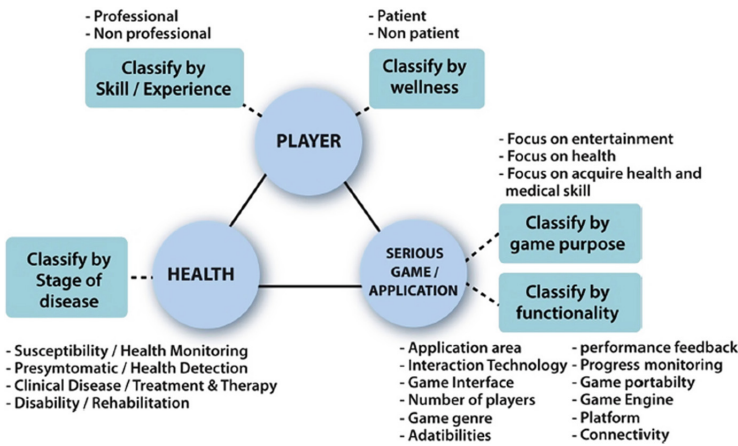 - Professional
- Non professional
Classify by
Skill / Experience
- Patient
- Non patient
Classify by
wellness
PLAYER
- Focus on entertainment
- Focus on health
- Focus on acquire health and
medical skill
Classify by
game purpose
Classify by
Stage of
disease
HEALTH
SERIOUS
GAME /
APPLICATION
Classify by
functionality
- Susceptibility / Health Monitoring
- Presymtomatic / Health Detection
- Clinical Disease / Treatment & Therapy
- Disability / Rehabilitation
- Application area
- Interaction Technology
- Game Interface
- Number of players
- Game genre
- Adatibilities
- performance feedback
- Progress monitoring
- Game portabilty
- Game Engine
- Platform
- Connectivity